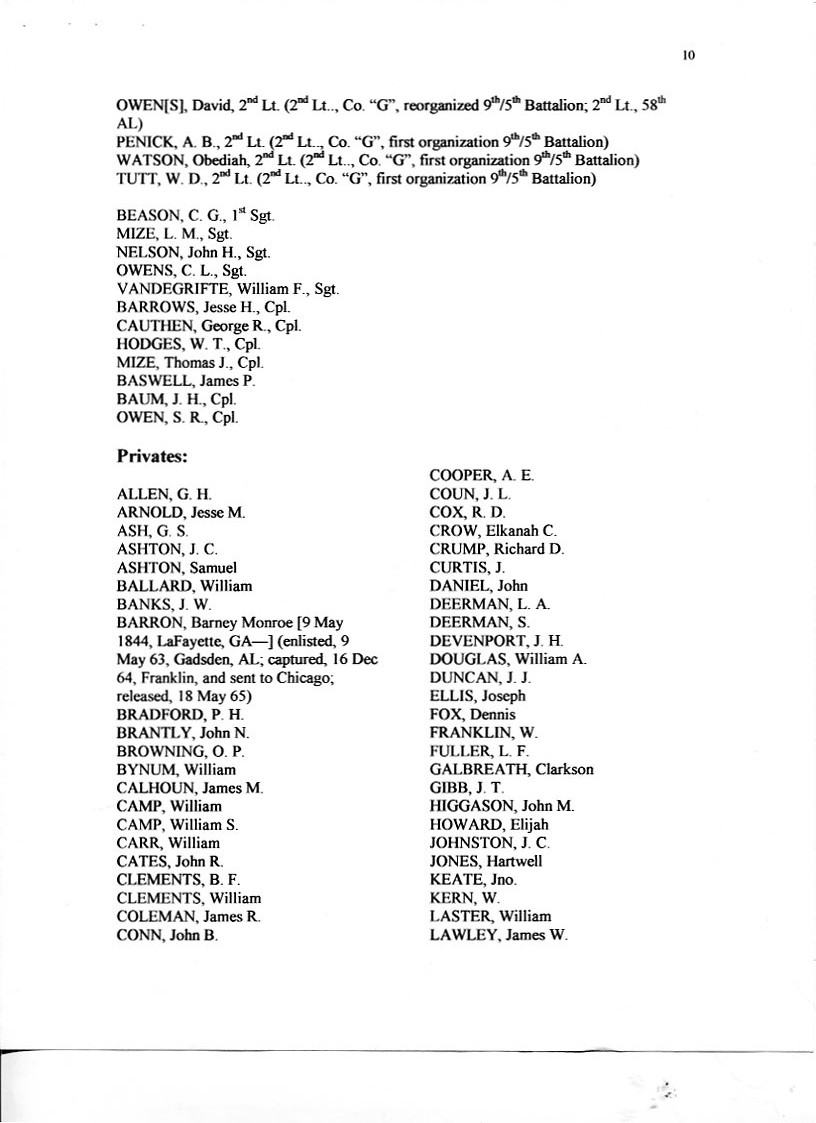 10
OWEN[S], David, 2nd Lt. (2nd Lt.., Co. “G”, reorganized 9th/5th Battalion; 2nd Lt., 58th
AL)
PENICK, A. B., 2nd Lt. (2nd Lt.., Co. “G”, first organization 9th/5th Battalion)
WATSON, Obediah, 2nd Lt. (2nd Lt.., Co. “G”, first organization 9th/5th Battalion)
TUTT, W. D., 2nd Lt. (2nd Lt.., Co. “G”, first organization 9th/5th Battalion)
BEASON, C. G., 1st Sgt.
MIZE, L. M., Sgt.
NELSON, John H., Sgt.
OWENS, C. L., Sgt.
VANDEGRIFTE, William F., Sgt.
BARROWS, Jesse H., Cpl.
CAUTHEN, George R., Cpl.
HODGES, W. T., Cpl.
MIZE, Thomas J., Cpl.
BASWELL, James P.
BAUM, J. H., Cpl.
OWEN, S. R., Cpl.
Privates:
ALLEN, G. H.
ARNOLD, Jesse M.
ASH, G. S.
ASHTON, J. C.
ASHTON, Samuel
BALLARD, William
BANKS, J. W.
BARRON, Barney Monroe [9 May
1844, LaFayette, GA—] (enlisted, 9
May 63, Gadsden, AL; captured, 16 Dec
64, Franklin, and sent to Chicago;
released, 18 May 65)
BRADFORD, P. H.
BRANTLY, John N.
BROWNING, O. P.
BYNUM, William
CALHOUN, James M.
CAMP, William
CAMP, William S.
CARR, William
CATES, John R.
CLEMENTS, B. F.
CLEMENTS, William
COLEMAN, James R.
CONN, John B.
COOPER, A. E.
COUN, J. L.
COX, R. D.
CROW, Elkanah C.
CRUMP, Richard D.
CURTIS, J.
DANIEL, John
DEERMAN, L. A.
DEERMAN, S.
DEVENPORT, J. H.
DOUGLAS, William A.
DUNCAN, J. J.
ELLIS, Joseph
FOX, Dennis
FRANKLIN, W.
FULLER, L. F.
GALBREATH, Clarkson
GIBB, J. T.
HIGGASON, John M.
HOWARD, Elijah
JOHNSTON, J. C.
JONES, Hartwell
KEATE, Jno.
KERN, W.
LASTER, William
LAWLEY, James W.